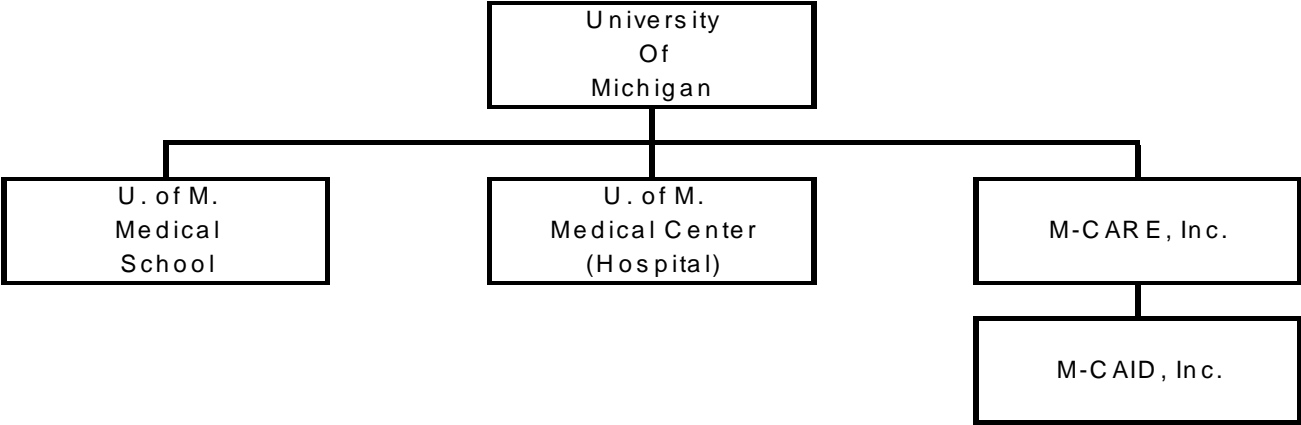 University
Of
Michigan
U. of M.
Medical
School
U. of M.
Medical Center
(Hospital)
M-CARE, Inc.
M-CAID, Inc.